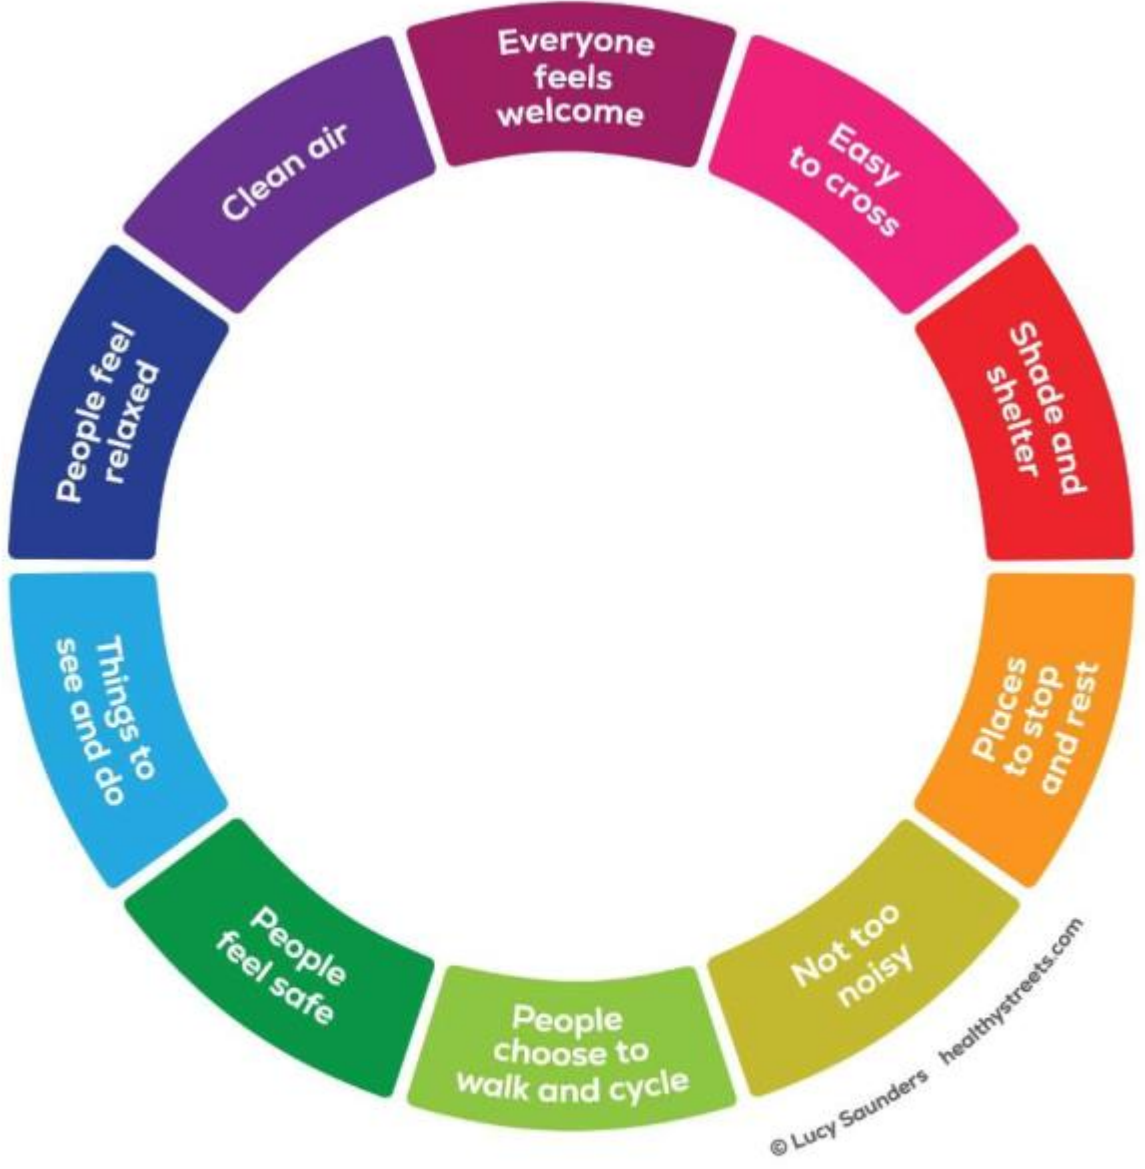 Everyone
feels
welcome
Easy
to cross
Shade and
shelter
Places
to stop
and rest
Not too
noisy
People
choose to
walk and cycle
People
feel safe
Things to
see and do
People feel
relaxed
Clean air
© Lucy Saunders healthystreets.com